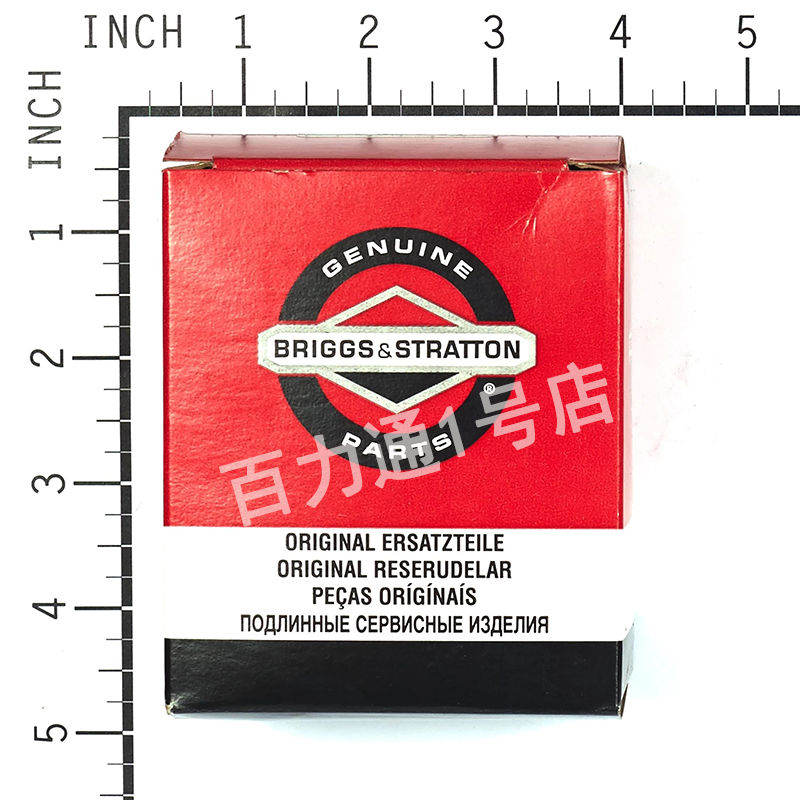 INCH 1 2 3 4 5
INCH
1
2
3
4
5
GENUINE
BRIGGS & STRATTON
®
PARTS
百力通1号店
ORIGINAL ERSATZTEILE
ORIGINAL RESERUDELAR
PEÇAS ORÍGÍNAÍS
ПОДЛИННЫЕ СЕРВИСНЫЕ ИЗДЕЛИЯ